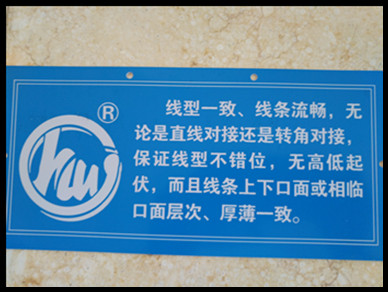 ®
线型一致、线条流畅，无
论是直线对接还是转角对接，
保证线型不错位，无高低起
伏，而且线条上下口面或相临
口面层次、厚薄一致。